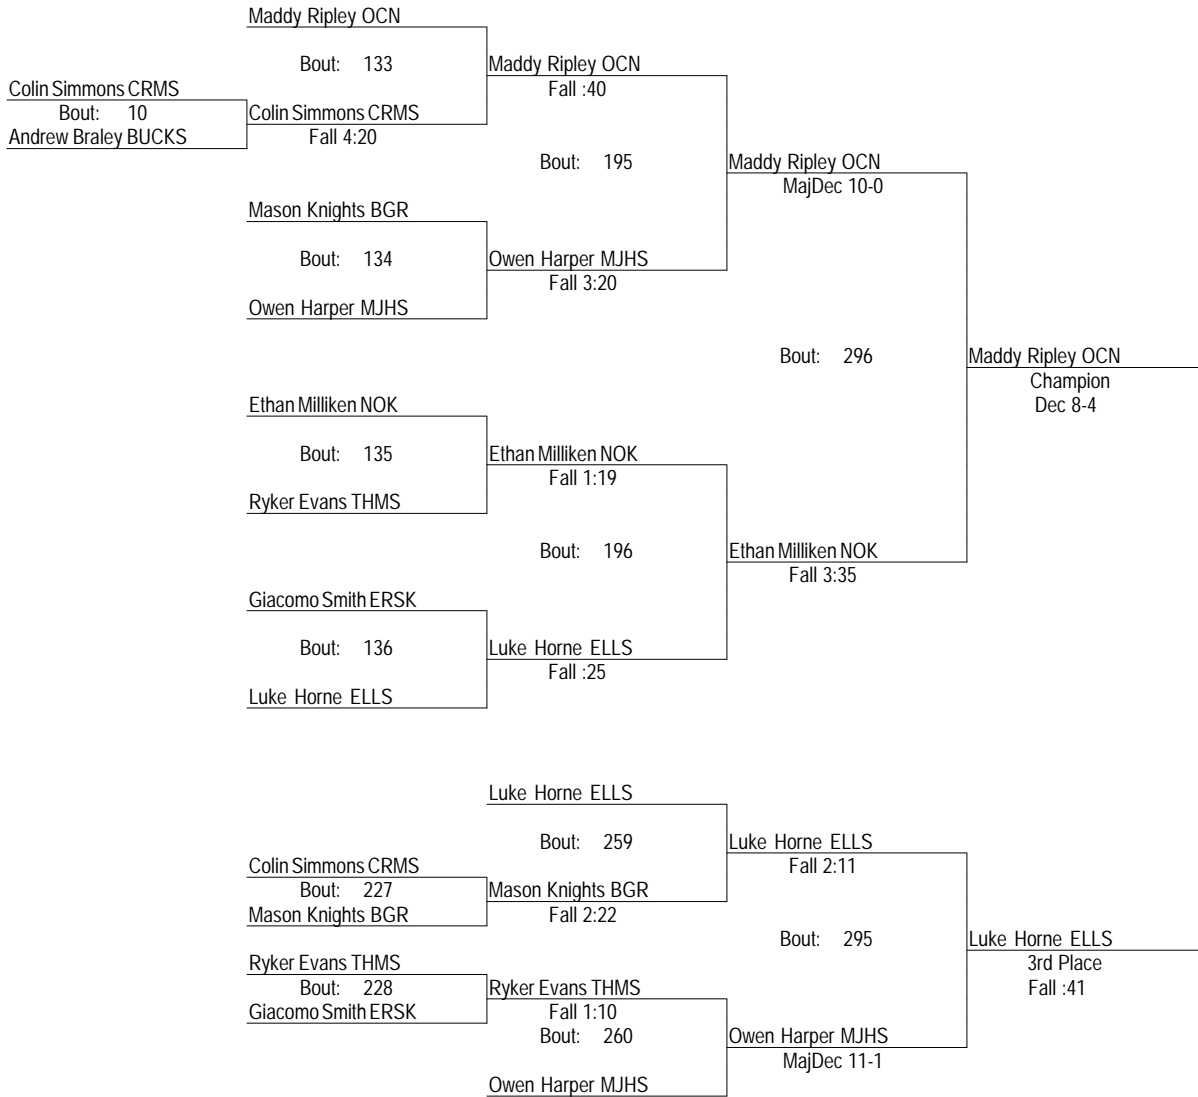 Maddy Ripley OCN
Bout: 133
Maddy Ripley OCN
Fall :40
Colin Simmons CRMS
Bout: 10
Andrew Braley BUCKS
Colin Simmons CRMS
Fall 4:20
Bout: 195
Maddy Ripley OCN
MajDec 10-0
Mason Knights BGR
Bout: 134
Owen Harper MJHS
Fall 3:20
Owen Harper MJHS
Bout: 296
Maddy Ripley OCN
Champion
Dec 8-4
Ethan Milliken NOK
Bout: 135
Ethan Milliken NOK
Fall 1:19
Ryker Evans THMS
Bout: 196
Ethan Milliken NOK
Fall 3:35
Giacomo Smith ERSK
Bout: 136
Luke Horne ELLS
Fall :25
Luke Horne ELLS
Luke Horne ELLS
Bout: 259
Luke Horne ELLS
Fall 2:11
Colin Simmons CRMS
Bout: 227
Mason Knights BGR
Mason Knights BGR
Fall 2:22
Bout: 295
Luke Horne ELLS
3rd Place
Fall :41
Ryker Evans THMS
Bout: 228
Giacomo Smith ERSK
Ryker Evans THMS
Fall 1:10
Bout: 260
Owen Harper MJHS
MajDec 11-1
Owen Harper MJHS